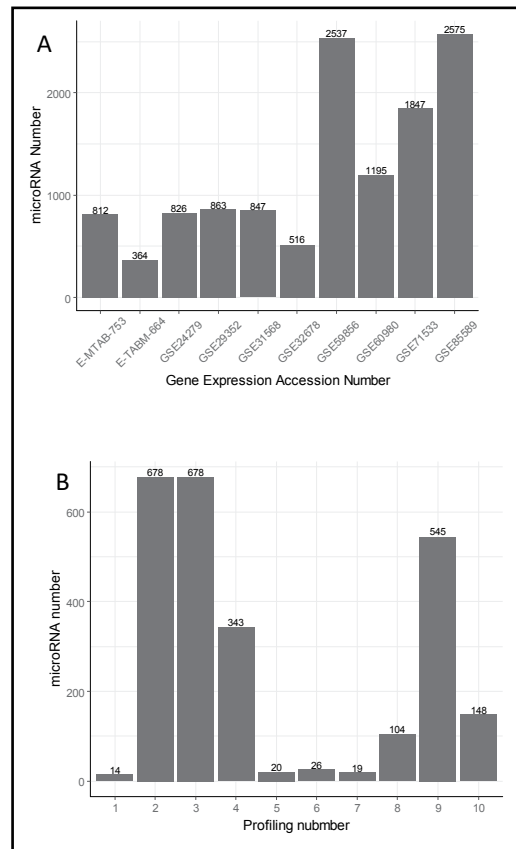 A
2537
2575
2000
1847
microRNA Number
1195
1000
812
364
826
863
847
516
0
E-MTAB-753
E-TABM-664
GSE24279
GSE29352
GSE31568
GSE32678
GSE59856
GSE60980
GSE71533
GSE85589
Gene Expression Accession Number
B
678
678
600
545
microRNA number
400
343
200
148
104
14
20
26
19
0
1 2 3 4 5 6 7 8 9 10
Profiling nubmber